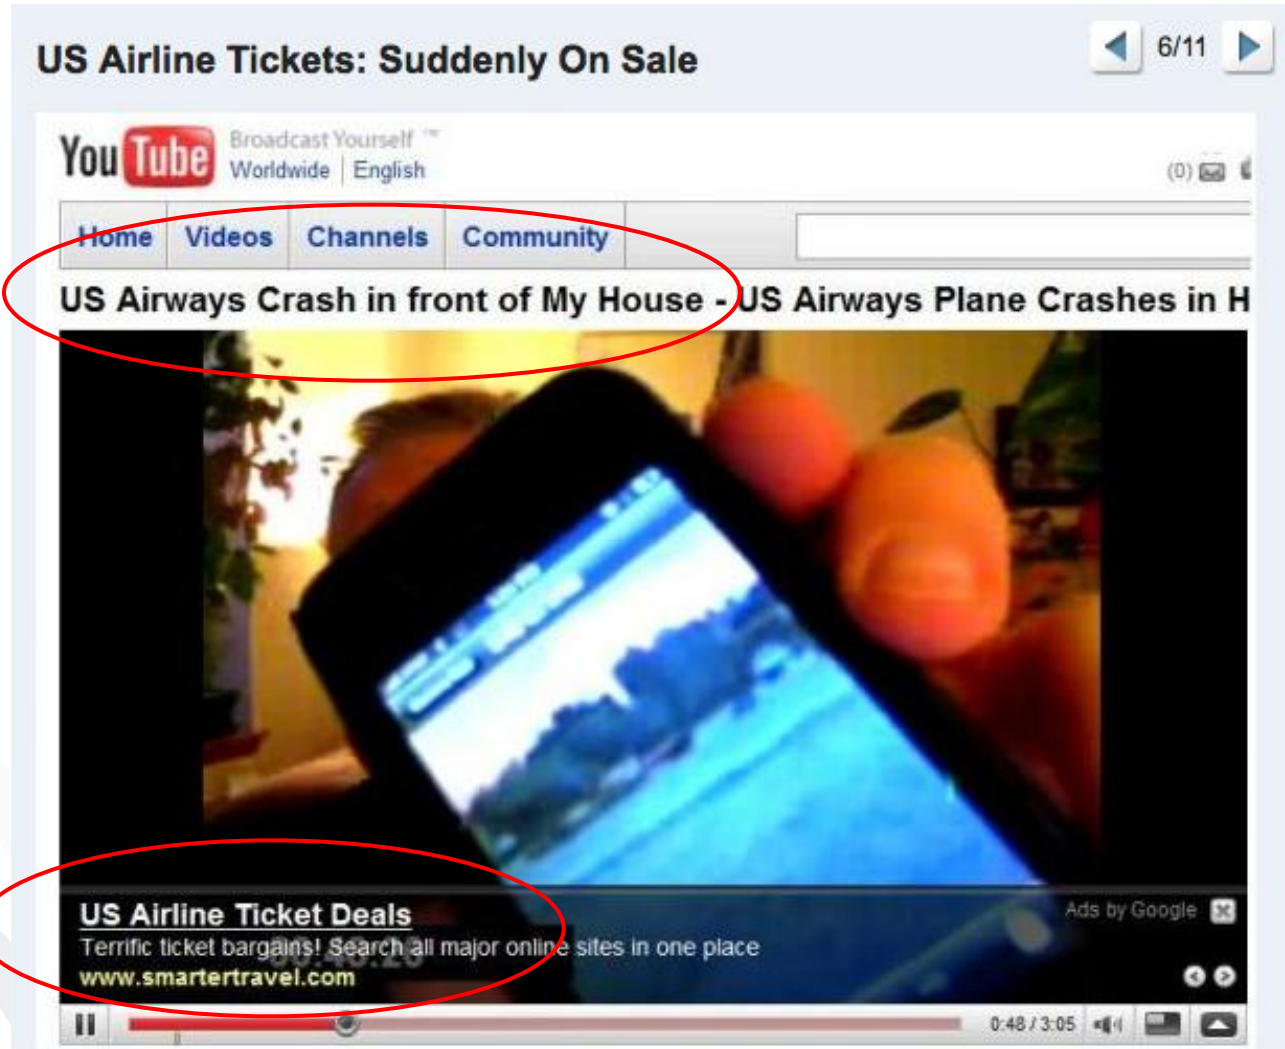 US Airline Tickets: Suddenly On Sale
6/11
YouTube
Broadcast Yourself ™
Worldwide | English
(0)
Home Videos Channels Community
US Airways Crash in front of My House - US Airways Plane Crashes in H
US Airline Ticket Deals
Ads by Google
Terrific ticket bargains! Search all major online sites in one place
www.smartertravel.com
0:48 / 3:05